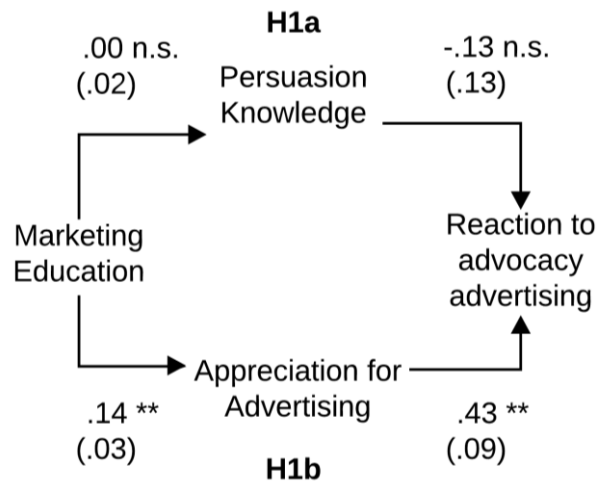 H1a
.00 n.s.
(.02)
Persuasion
Knowledge
-.13 n.s.
(.13)
Marketing
Education
Reaction to
advocacy
advertising
Appreciation for
Advertising
.14 **
(.03)
.43 **
(.09)
H1b